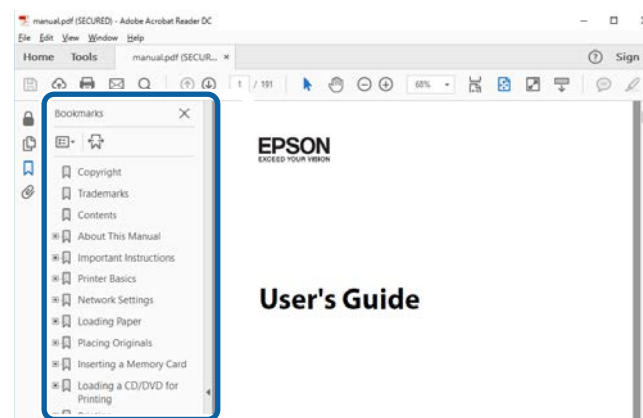 manual.pdf (SECURED) - Adobe Acrobat Reader DC
File Edit View Window Help
Home Tools manual.pdf (SECUR... × ? Sign
1 / 191 68%
Bookmarks
Copyright
Trademarks
Contents
About This Manual
Important Instructions
Printer Basics
Network Settings
Loading Paper
Placing Originals
Inserting a Memory Card
Loading a CD/DVD for
Printing
EPSON
EXCEED YOUR VISION
User's Guide